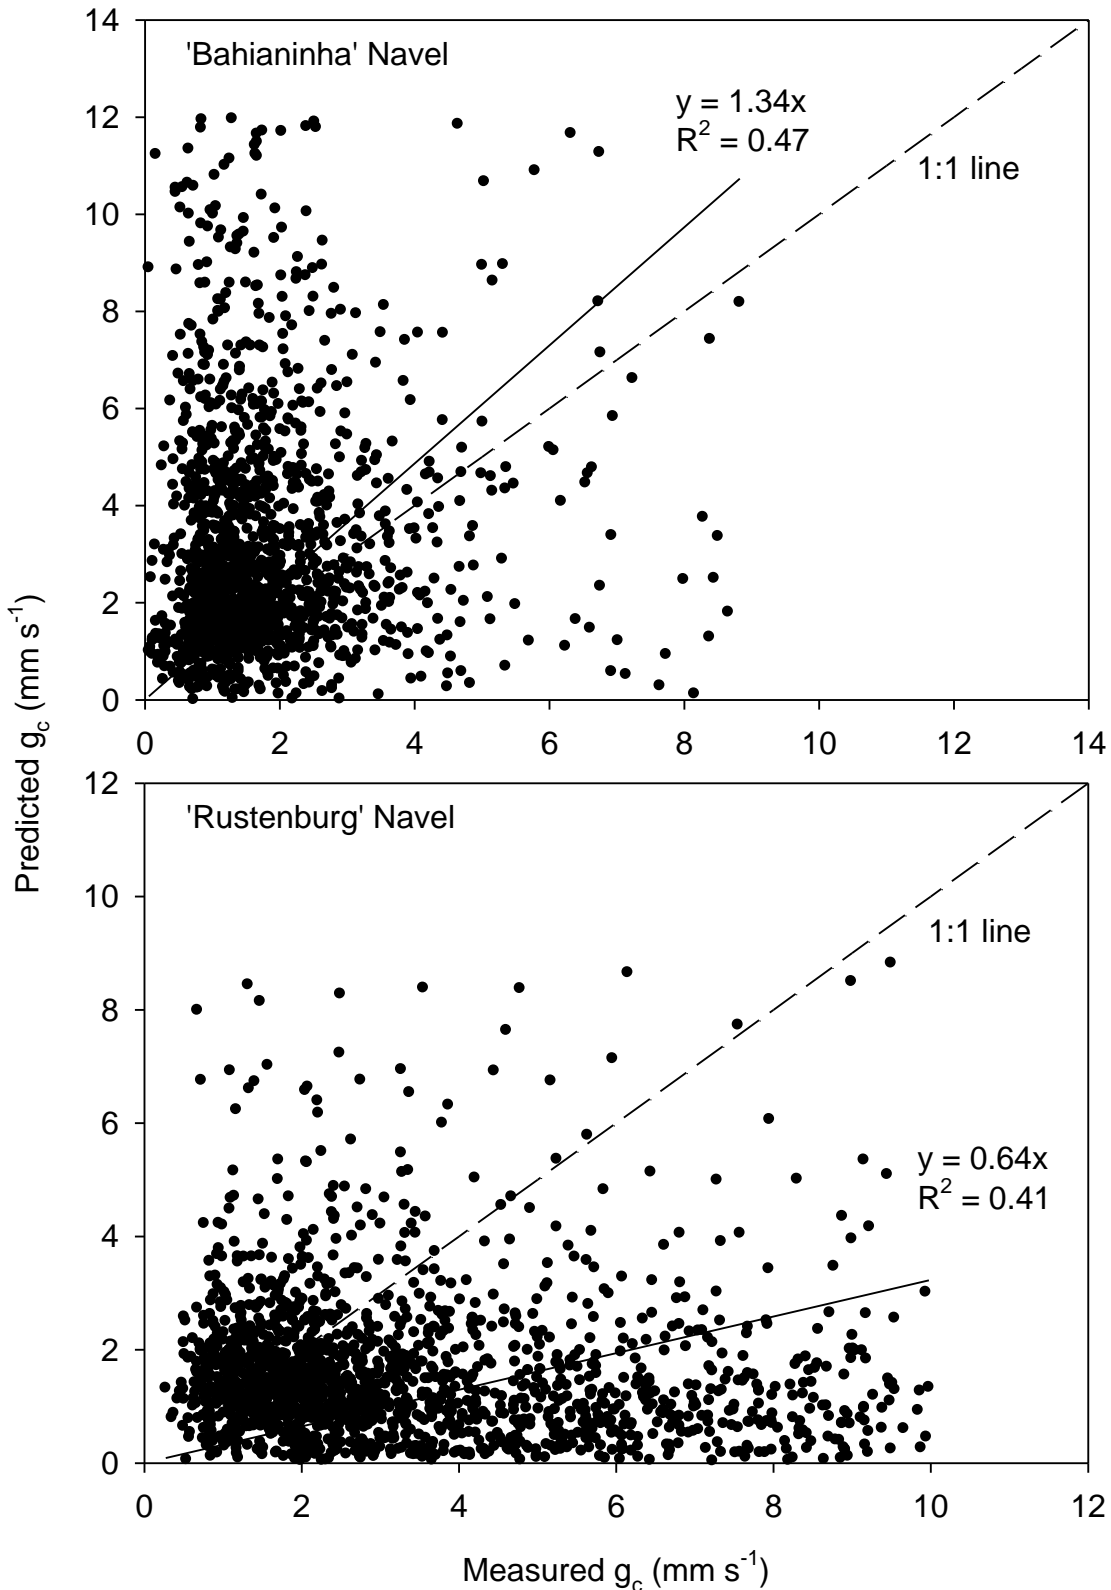 14
'Bahianinha' Navel
y = 1.34x
12
R² = 0.47
1:1 line
10
8
6
4
2
0
0 2 4 6 8 10 12 14
Predicted g_c (mm s⁻¹)
12
'Rustenburg' Navel
10
1:1 line
8
6
y = 0.64x
R² = 0.41
4
2
0
0 2 4 6 8 10 12
Measured g_c (mm s⁻¹)